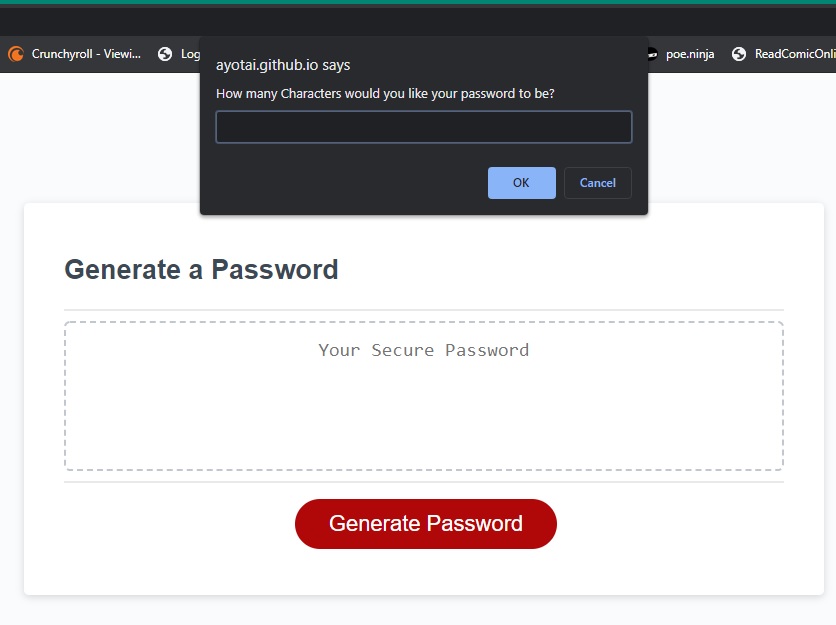 Crunchyroll - Viewi...
Log
poe.ninja
ReadComicOnli
ayotai.github.io says
How many Characters would you like your password to be?
OK
Cancel
Generate a Password
Your Secure Password
Generate Password